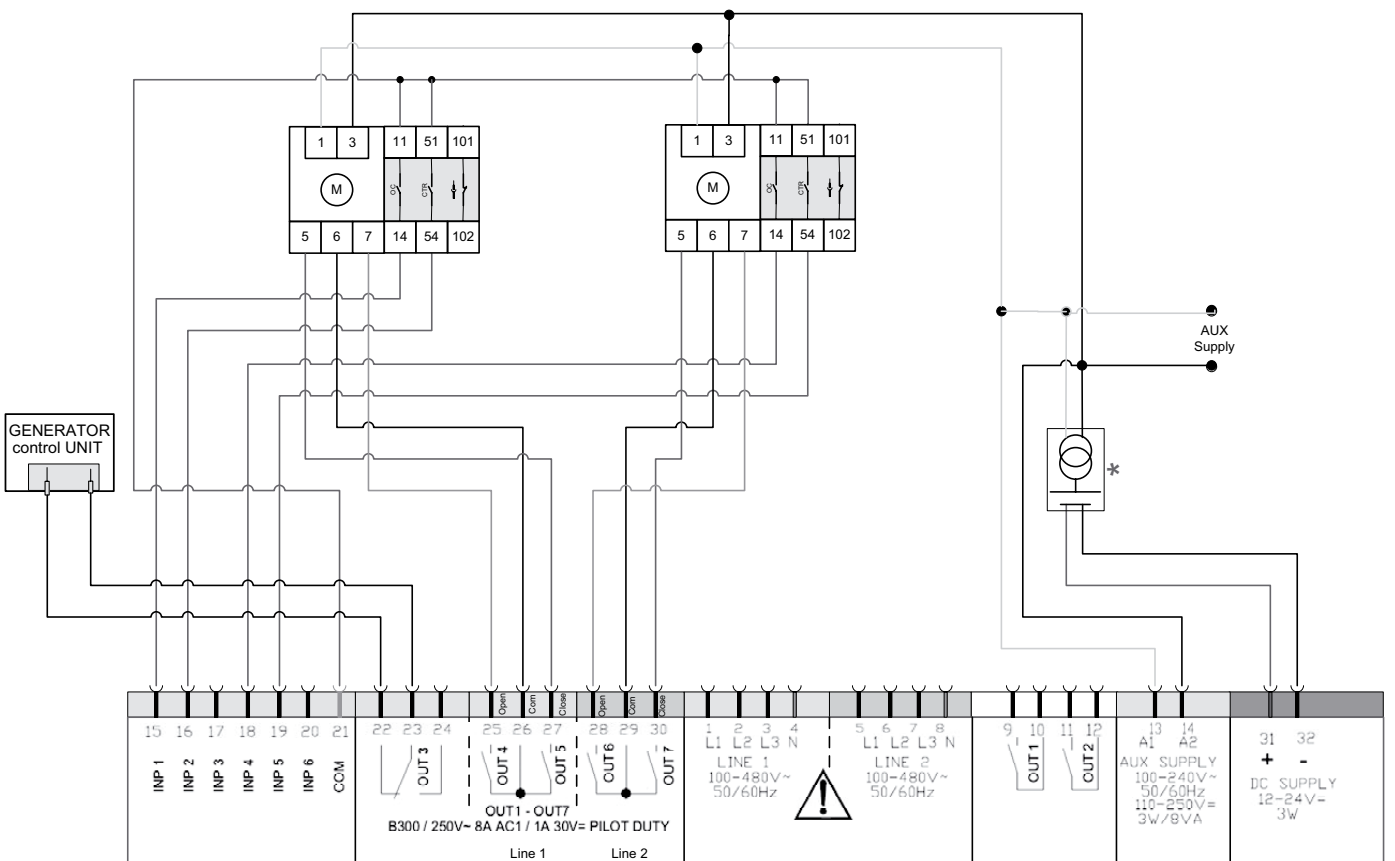 1 3 11 51 101
M OC CTR
5 6 7 14 54 102
1 3 11 51 101
M OC CTR
5 6 7 14 54 102
AUX
Supply
*
GENERATOR
control UNIT
Open Com Close Open Com Close
15 16 17 18 19 20 21
INP 1 INP 2 INP 3 INP 4 INP 5 INP 6 COM
22 23 24
OUT 3
25 26 27
OUT 4 OUT 5
28 29 30
OUT 6 OUT 7
OUT1 - OUT7
B300 / 250V~ 8A AC1 / 1A 30V= PILOT DUTY
Line 1 Line 2
1 2 3 4
L1 L2 L3 N
LINE 1
100-480V~
50/60Hz
5 6 7 8
L1 L2 L3 N
LINE 2
100-480V~
50/60Hz
9 10 11 12
OUT 1 OUT 2
13 14
A1 A2
AUX SUPPLY
100-240V~
50/60Hz
110-250V=
3W/8VA
31 32
+ -
DC SUPPLY
12-24V-
3W